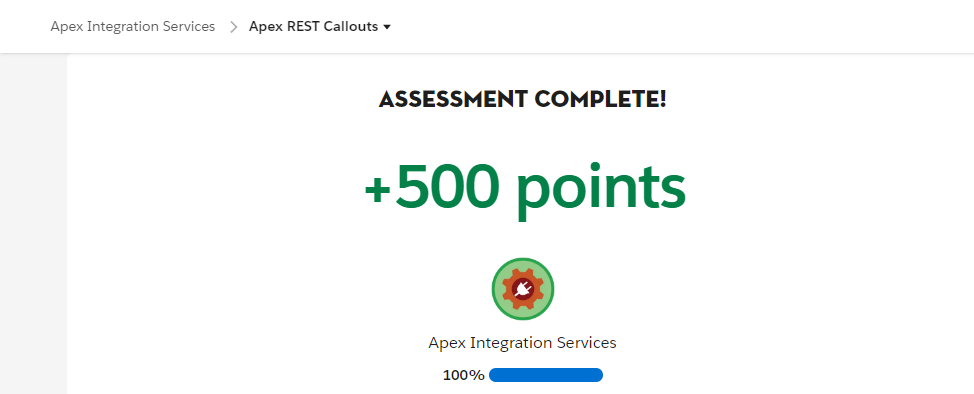 Apex Integration Services > Apex REST Callouts
ASSESSMENT COMPLETE!
+500 points
Apex Integration Services
100%